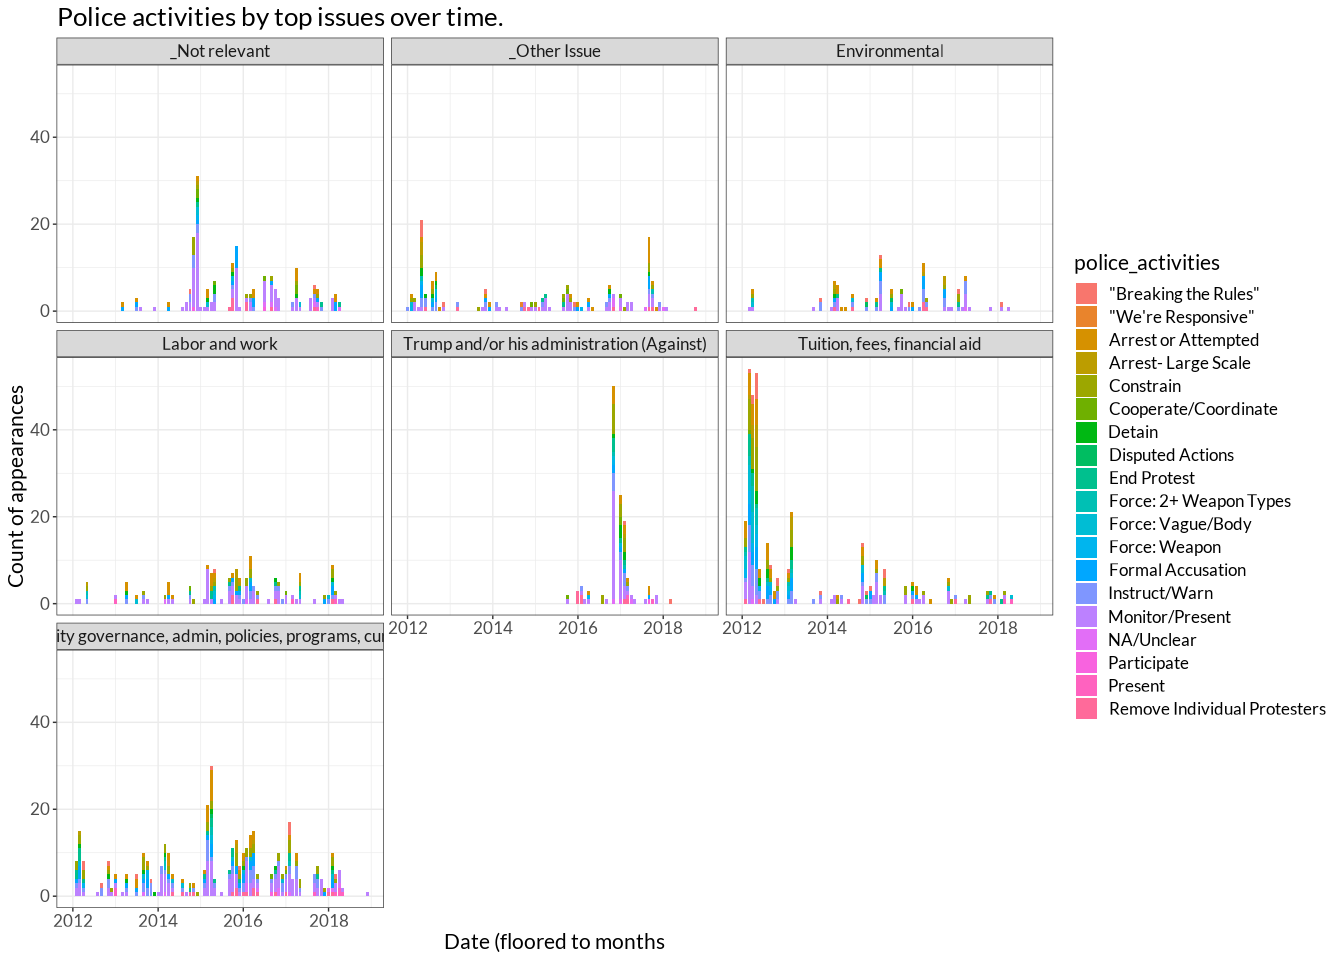 Police activities by top issues over time.
_Not relevant
_Other Issue
Environmental
40
20
0
Labor and work
Trump and/or his administration (Against)
Tuition, fees, financial aid
40
20
0
2012 2014 2016 2018
2012 2014 2016 2018
ity governance, admin, policies, programs, cur
40
20
0
2012 2014 2016 2018
Count of appearances
Date (floored to months
police_activities
"Breaking the Rules"
"We're Responsive"
Arrest or Attempted
Arrest- Large Scale
Constrain
Cooperate/Coordinate
Detain
Disputed Actions
End Protest
Force: 2+ Weapon Types
Force: Vague/Body
Force: Weapon
Formal Accusation
Instruct/Warn
Monitor/Present
NA/Unclear
Participate
Present
Remove Individual Protesters